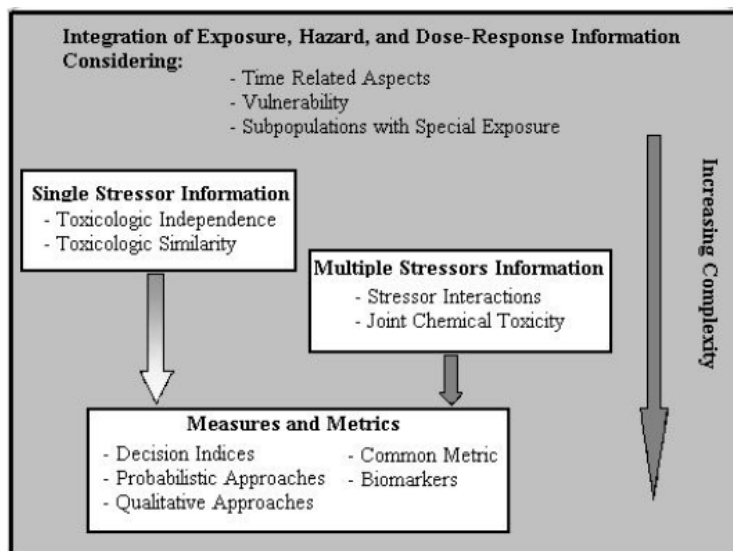 Integration of Exposure, Hazard, and Dose-Response Information
Considering:
- Time Related Aspects
- Vulnerability
- Subpopulations with Special Exposure
Single Stressor Information
- Toxicologic Independence
- Toxicologic Similarity
Multiple Stressors Information
- Stressor Interactions
- Joint Chemical Toxicity
Increasing Complexity
Measures and Metrics
- Decision Indices
- Probabilistic Approaches
- Qualitative Approaches
- Common Metric
- Biomarkers